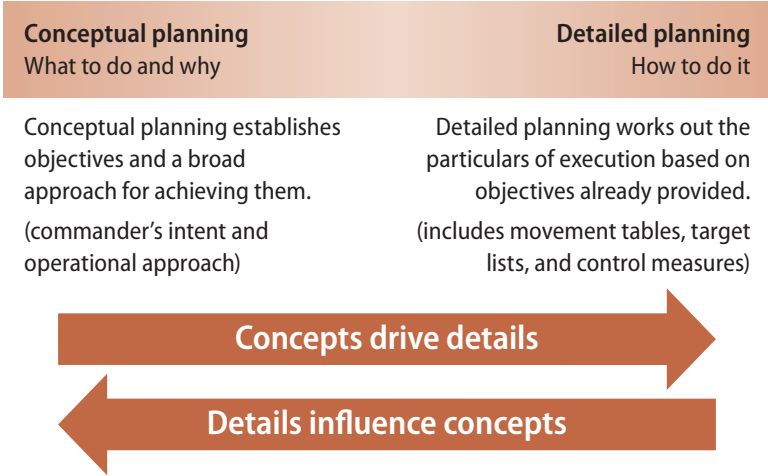 Conceptual planning
What to do and why
Detailed planning
How to do it
Conceptual planning establishes
objectives and a broad
approach for achieving them.
(commander’s intent and
operational approach)
Detailed planning works out the
particulars of execution based on
objectives already provided.
(includes movement tables, target
lists, and control measures)
Concepts drive details
Details influence concepts